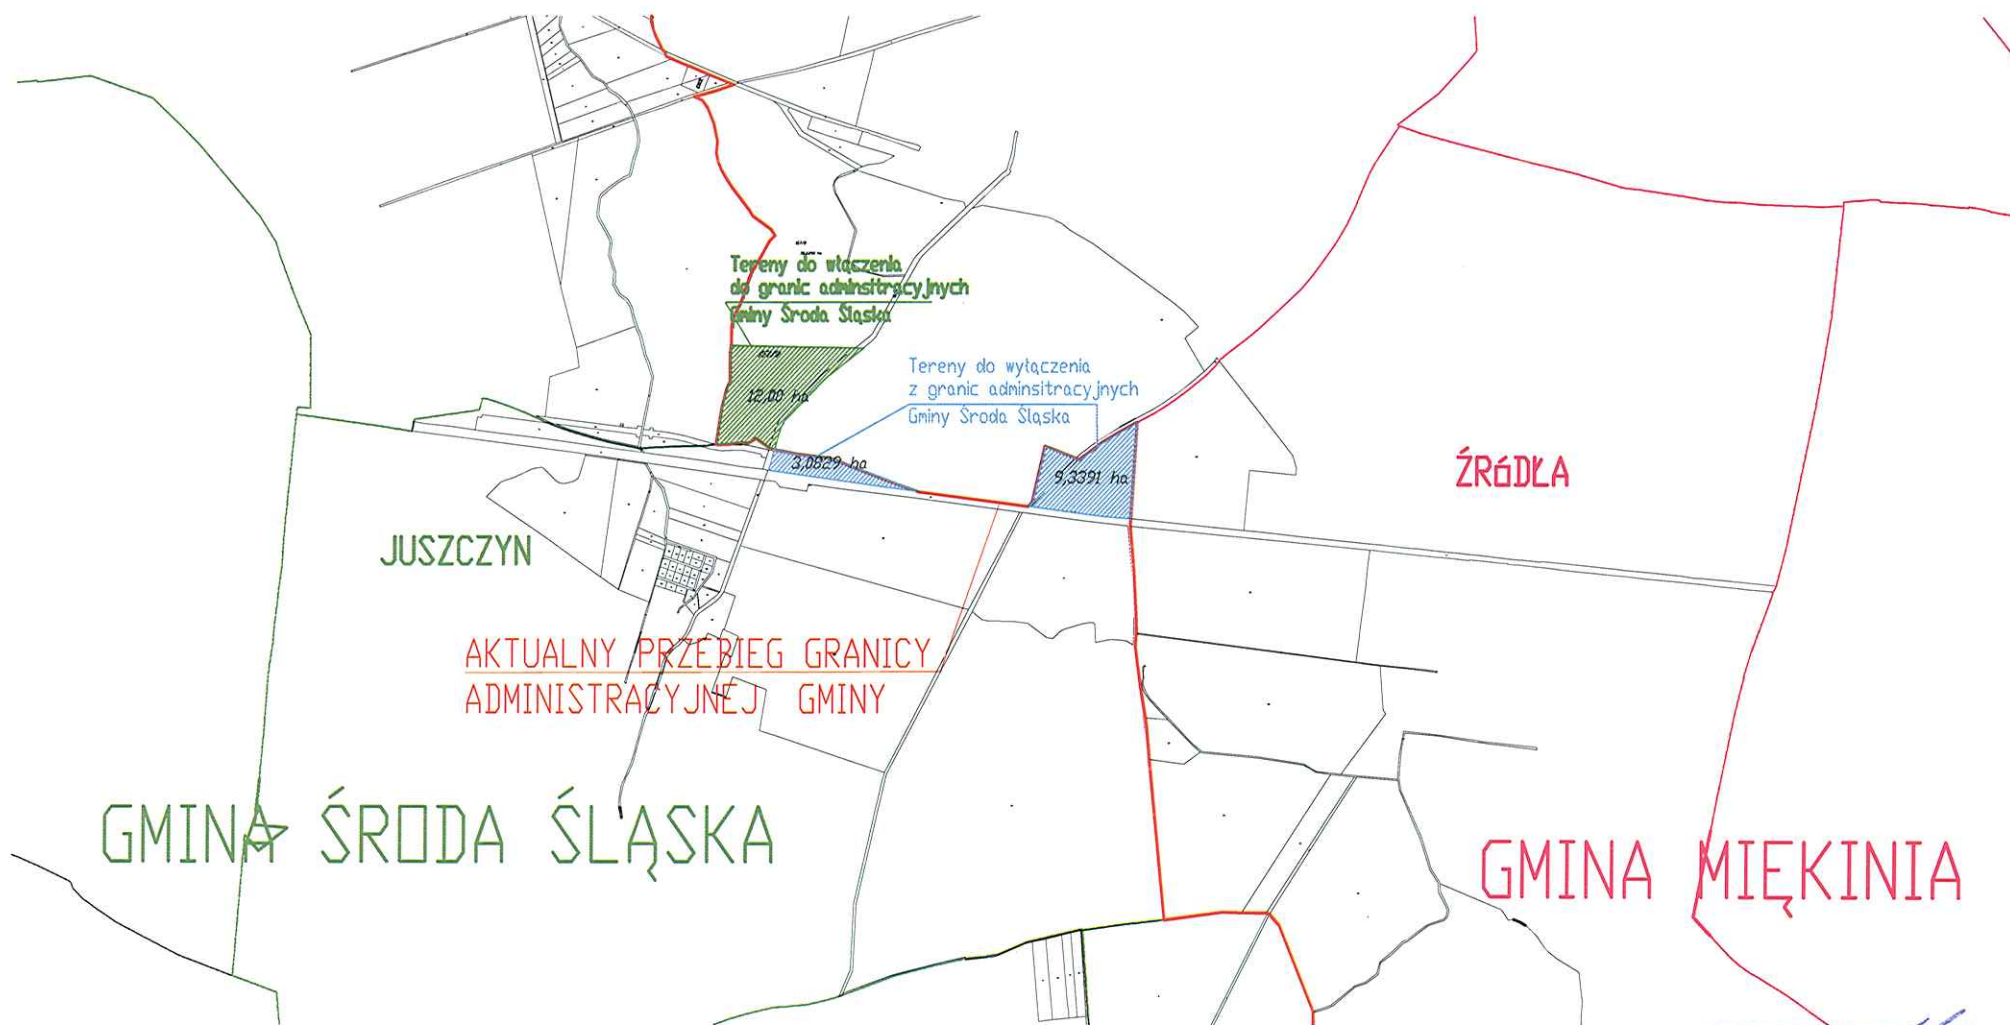 Tereny do włączenia
do granic adminsitracyjnych
Gminy Środa Śląska
12,00 ha
Tereny do wyłączenia
z granic adminsitracyjnych
Gminy Środa Śląska
3,0829 ha
9,3391 ha
ŹRóDŁA
JUSZCZYN
AKTUALNY PRZEBIEG GRANICY
ADMINISTRACYJNEJ GMINY
GMINA ŚRODA ŚLĄSKA
GMINA MIĘKINIA